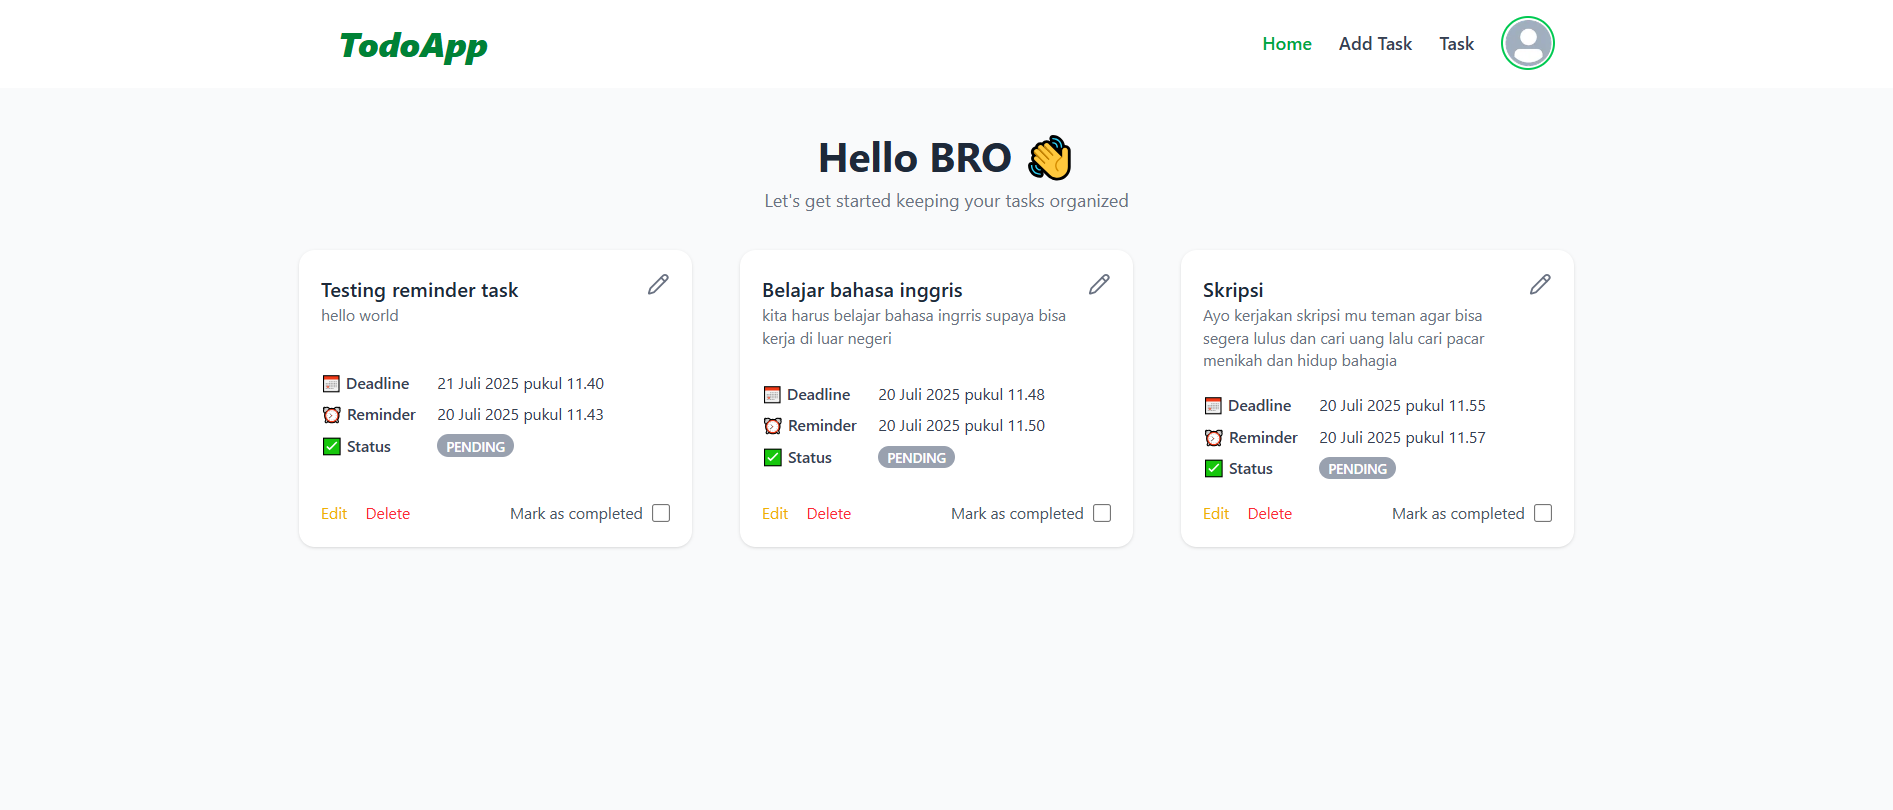 TodoApp
Home Add Task Task
Hello BRO 👋
Let's get started keeping your tasks organized
Testing reminder task
hello world
Deadline 21 Juli 2025 pukul 11.40
Reminder 20 Juli 2025 pukul 11.43
Status PENDING
Edit Delete Mark as completed
Belajar bahasa inggris
kita harus belajar bahasa ingrris supaya bisa
kerja di luar negeri
Deadline 20 Juli 2025 pukul 11.48
Reminder 20 Juli 2025 pukul 11.50
Status PENDING
Edit Delete Mark as completed
Skripsi
Ayo kerjakan skripsi mu teman agar bisa
segera lulus dan cari uang lalu cari pacar
menikah dan hidup bahagia
Deadline 20 Juli 2025 pukul 11.55
Reminder 20 Juli 2025 pukul 11.57
Status PENDING
Edit Delete Mark as completed